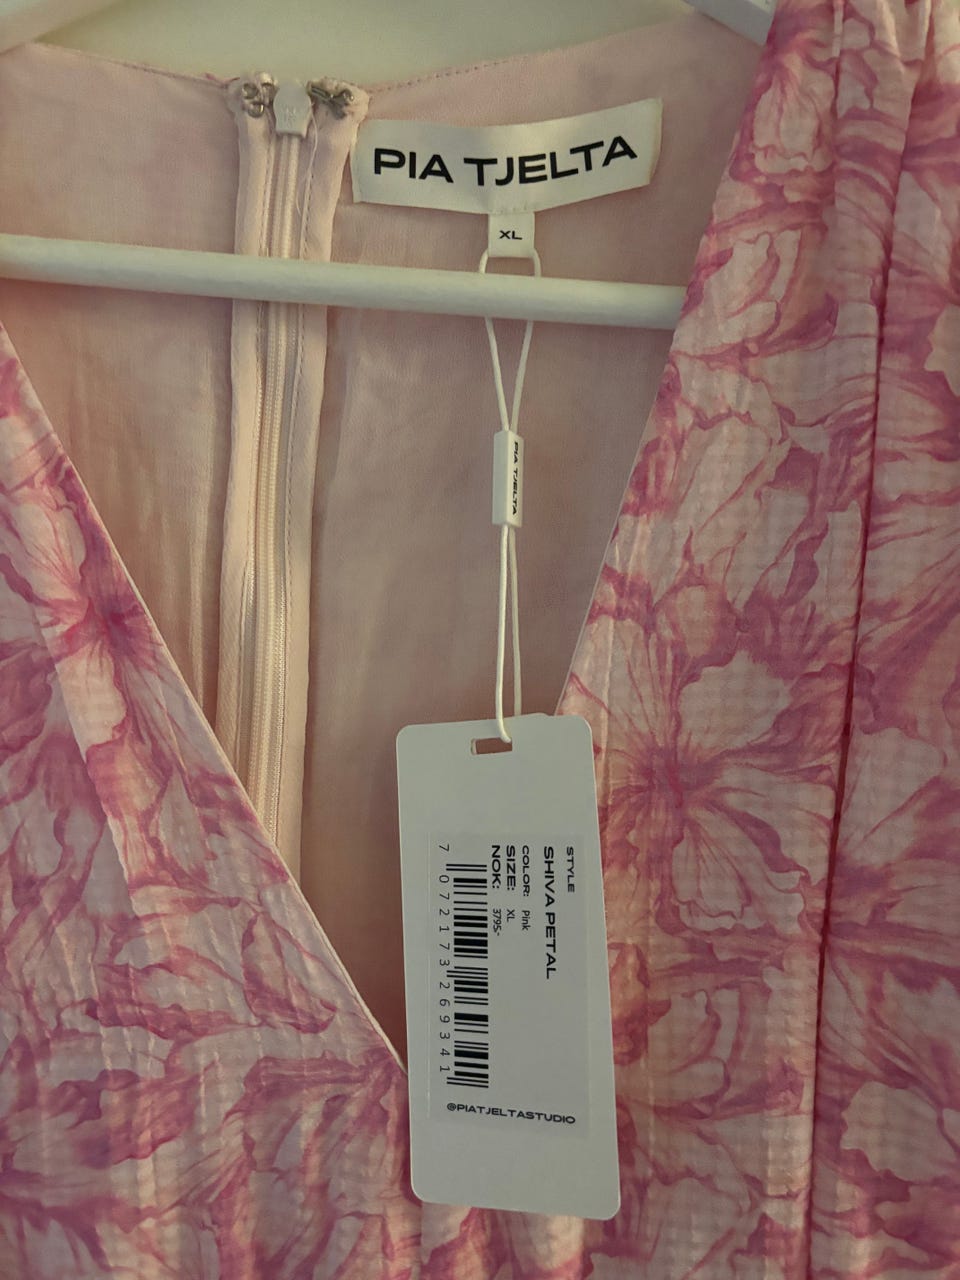 PIA TJELTA
XL
PIA TJELTA
STYLE
SHIVA PETAL
COLOR: Pink
SIZE: XL
NOK: 3795,-
7 072173 269341
@PIATJELTASTUDIO